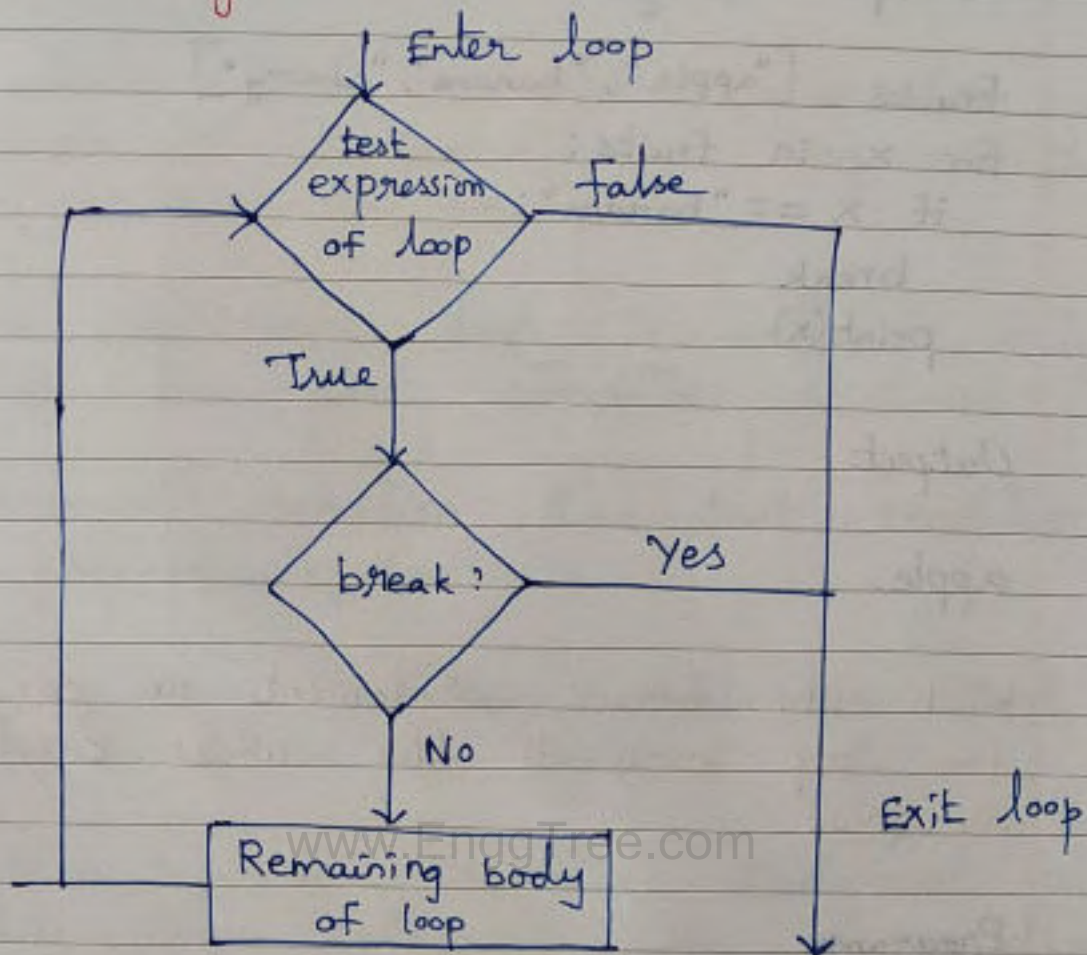 Enter loop
test
expression
of loop
False
True
break?
Yes
No
Exit loop
www.EnggTree.com
Remaining body
of loop